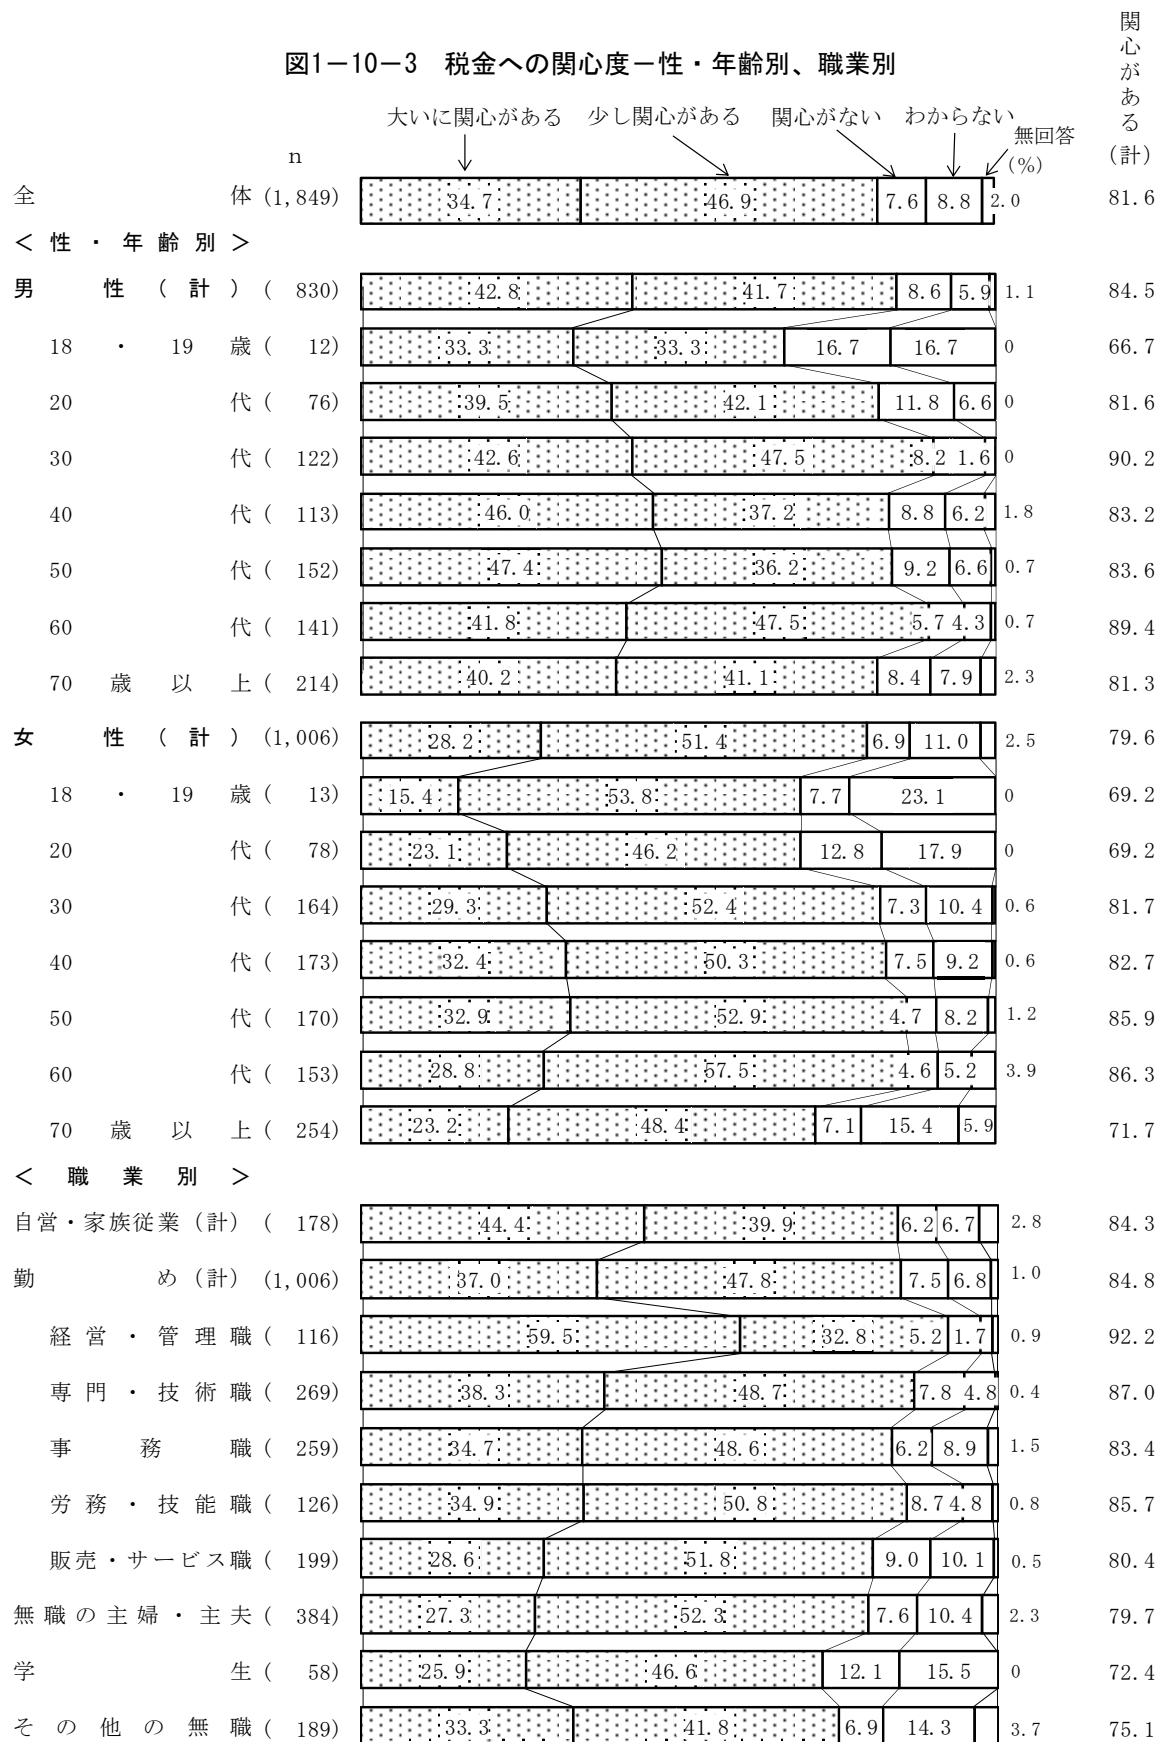 図1－10－3　税金への関心度－性・年齢別、職業別
関心がある(計)
大いに関心がある　少し関心がある　関心がない　わからない　無回答
n　(%)
全体 (1,849) 34.7 46.9 7.6 8.8 2.0 81.6
＜性・年齢別＞
男性（計） ( 830) 42.8 41.7 8.6 5.9 1.1 84.5
18・19歳 ( 12) 33.3 33.3 16.7 16.7 0 66.7
20代 ( 76) 39.5 42.1 11.8 6.6 0 81.6
30代 ( 122) 42.6 47.5 8.2 1.6 0 90.2
40代 ( 113) 46.0 37.2 8.8 6.2 1.8 83.2
50代 ( 152) 47.4 36.2 9.2 6.6 0.7 83.6
60代 ( 141) 41.8 47.5 5.7 4.3 0.7 89.4
70歳以上 ( 214) 40.2 41.1 8.4 7.9 2.3 81.3
女性（計） (1,006) 28.2 51.4 6.9 11.0 2.5 79.6
18・19歳 ( 13) 15.4 53.8 7.7 23.1 0 69.2
20代 ( 78) 23.1 46.2 12.8 17.9 0 69.2
30代 ( 164) 29.3 52.4 7.3 10.4 0.6 81.7
40代 ( 173) 32.4 50.3 7.5 9.2 0.6 82.7
50代 ( 170) 32.9 52.9 4.7 8.2 1.2 85.9
60代 ( 153) 28.8 57.5 4.6 5.2 3.9 86.3
70歳以上 ( 254) 23.2 48.4 7.1 15.4 5.9 71.7
＜職業別＞
自営・家族従業（計） ( 178) 44.4 39.9 6.2 6.7 2.8 84.3
勤め（計） (1,006) 37.0 47.8 7.5 6.8 1.0 84.8
経営・管理職 ( 116) 59.5 32.8 5.2 1.7 0.9 92.2
専門・技術職 ( 269) 38.3 48.7 7.8 4.8 0.4 87.0
事務職 ( 259) 34.7 48.6 6.2 8.9 1.5 83.4
労務・技能職 ( 126) 34.9 50.8 8.7 4.8 0.8 85.7
販売・サービス職 ( 199) 28.6 51.8 9.0 10.1 0.5 80.4
無職の主婦・主夫 ( 384) 27.3 52.3 7.6 10.4 2.3 79.7
学生 ( 58) 25.9 46.6 12.1 15.5 0 72.4
その他の無職 ( 189) 33.3 41.8 6.9 14.3 3.7 75.1